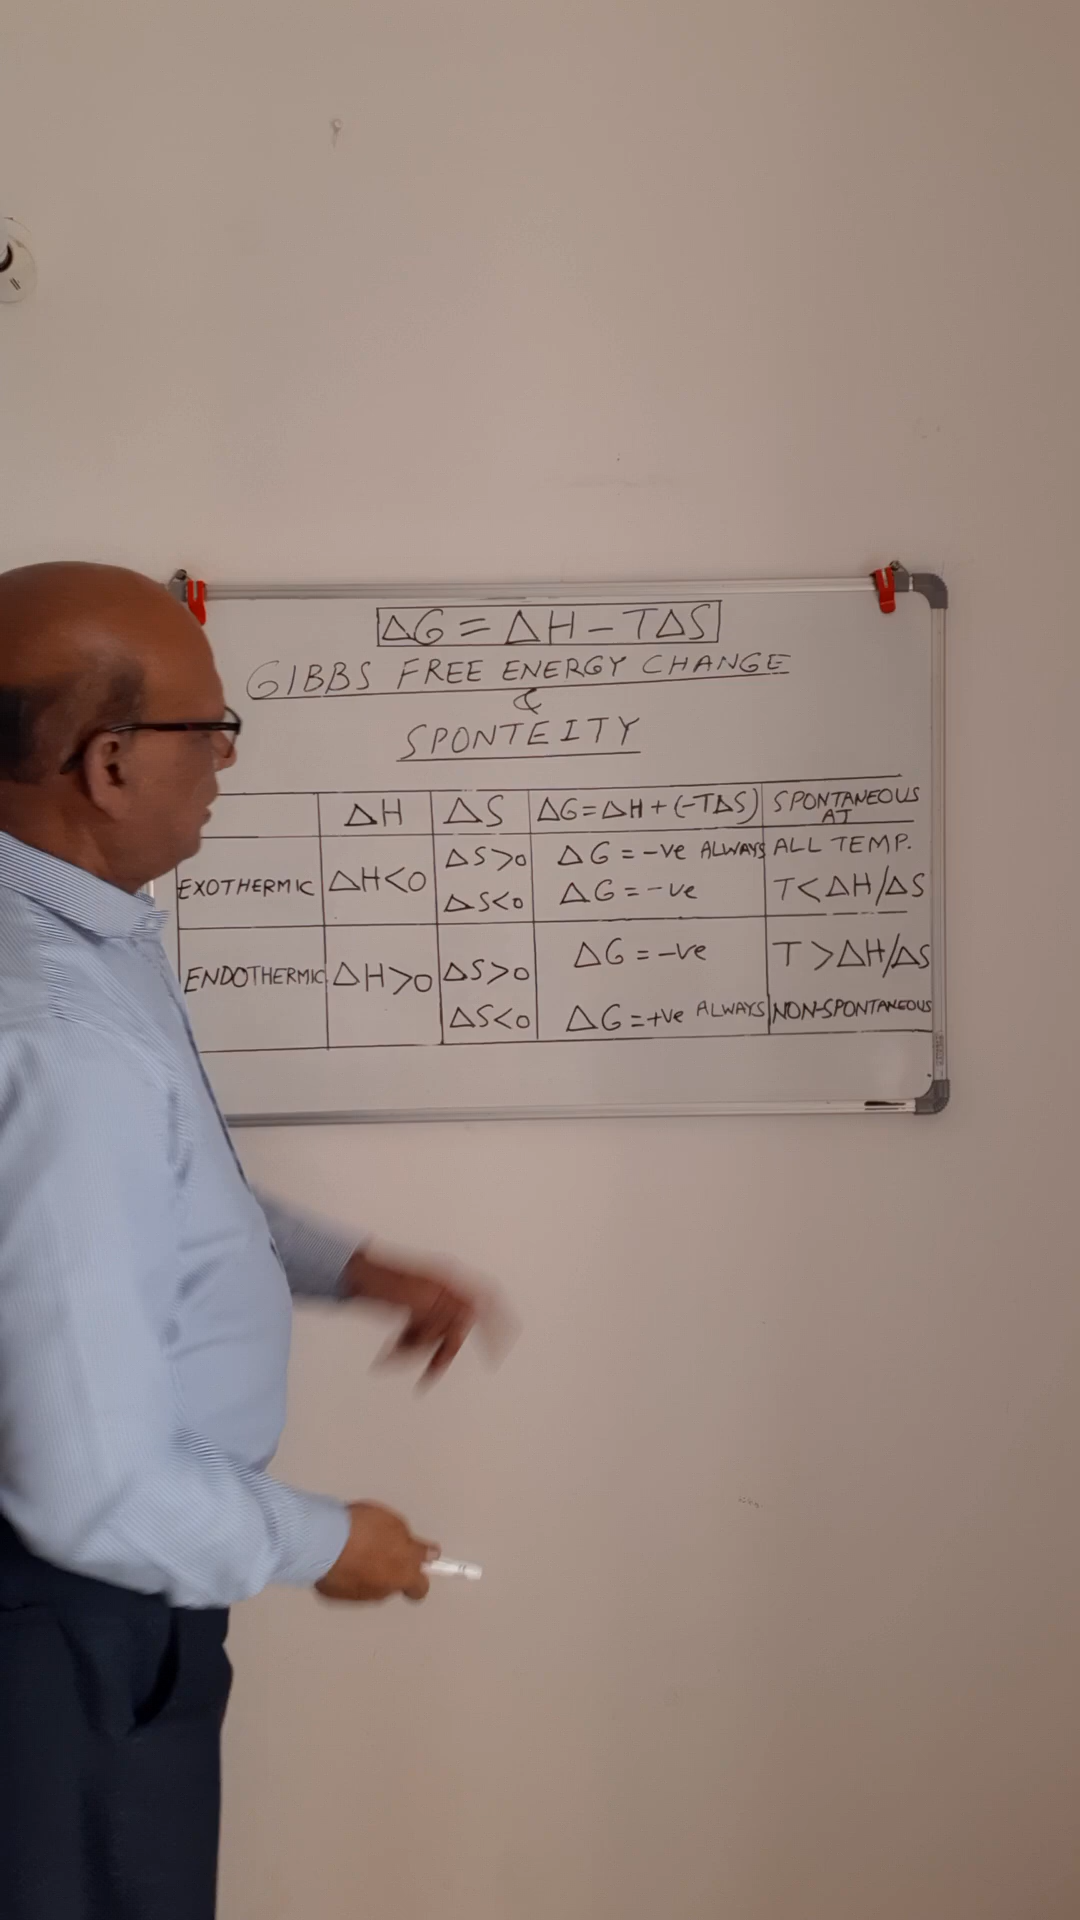 ΔG = ΔH - TΔS
GIBBS FREE ENERGY CHANGE
&
SPONTEITY
ΔH ΔS ΔG=ΔH+(-TΔS) SPONTANEOUS AT
EXOTHERMIC ΔH<0 ΔS>0 ΔG = -ve ALWAYS ALL TEMP.
ΔS<0 ΔG = -ve T<ΔH/ΔS
ENDOTHERMIC ΔH>0 ΔS>0 ΔG = -ve T>ΔH/ΔS
ΔS<0 ΔG =+ve ALWAYS NON-SPONTANEOUS